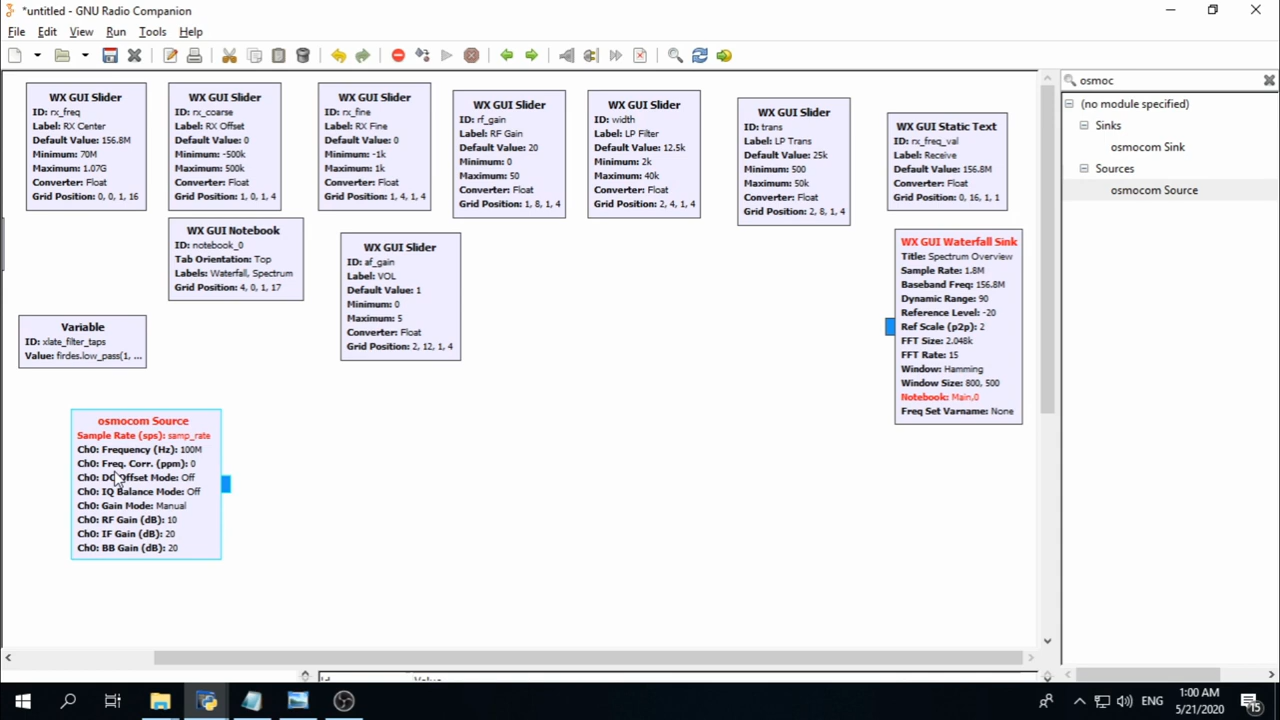 *untitled - GNU Radio Companion
File Edit View Run Tools Help
osmoc
WX GUI Slider
ID: rx_freq
Label: RX Center
Default Value: 156.8M
Minimum: 70M
Maximum: 1.07G
Converter: Float
Grid Position: 0, 0, 1, 16
WX GUI Slider
ID: rx_coarse
Label: RX Offset
Default Value: 0
Minimum: -500k
Maximum: 500k
Converter: Float
Grid Position: 1, 0, 1, 4
WX GUI Slider
ID: rx_fine
Label: RX Fine
Default Value: 0
Minimum: -1k
Maximum: 1k
Converter: Float
Grid Position: 1, 4, 1, 4
WX GUI Slider
ID: rf_gain
Label: RF Gain
Default Value: 20
Minimum: 0
Maximum: 50
Converter: Float
Grid Position: 1, 8, 1, 4
WX GUI Slider
ID: width
Label: LP Filter
Default Value: 12.5k
Minimum: 2k
Maximum: 40k
Converter: Float
Grid Position: 2, 4, 1, 4
WX GUI Slider
ID: trans
Label: LP Trans
Default Value: 25k
Minimum: 500
Maximum: 50k
Converter: Float
Grid Position: 2, 8, 1, 4
WX GUI Static Text
ID: rx_freq_val
Label: Receive
Default Value: 156.8M
Converter: Float
Grid Position: 0, 16, 1, 1
(no module specified)
Sinks
osmocom Sink
Sources
osmocom Source
WX GUI Notebook
ID: notebook_0
Tab Orientation: Top
Labels: Waterfall, Spectrum
Grid Position: 4, 0, 1, 17
WX GUI Slider
ID: af_gain
Label: VOL
Default Value: 1
Minimum: 0
Maximum: 5
Converter: Float
Grid Position: 2, 12, 1, 4
WX GUI Waterfall Sink
Title: Spectrum Overview
Sample Rate: 1.8M
Baseband Freq: 156.8M
Dynamic Range: 90
Reference Level: -20
Ref Scale (p2p): 2
FFT Size: 2.048k
FFT Rate: 15
Window: Hamming
Window Size: 800, 500
Notebook: Main,0
Freq Set Varname: None
Variable
ID: xlate_filter_taps
Value: firdes.low_pass(1, ...
osmocom Source
Sample Rate (sps): samp_rate
Ch0: Frequency (Hz): 100M
Ch0: Freq. Corr. (ppm): 0
Ch0: DC Offset Mode: Off
Ch0: IQ Balance Mode: Off
Ch0: Gain Mode: Manual
Ch0: RF Gain (dB): 10
Ch0: IF Gain (dB): 20
Ch0: BB Gain (dB): 20
Id Value
ENG
1:00 AM
5/21/2020
15